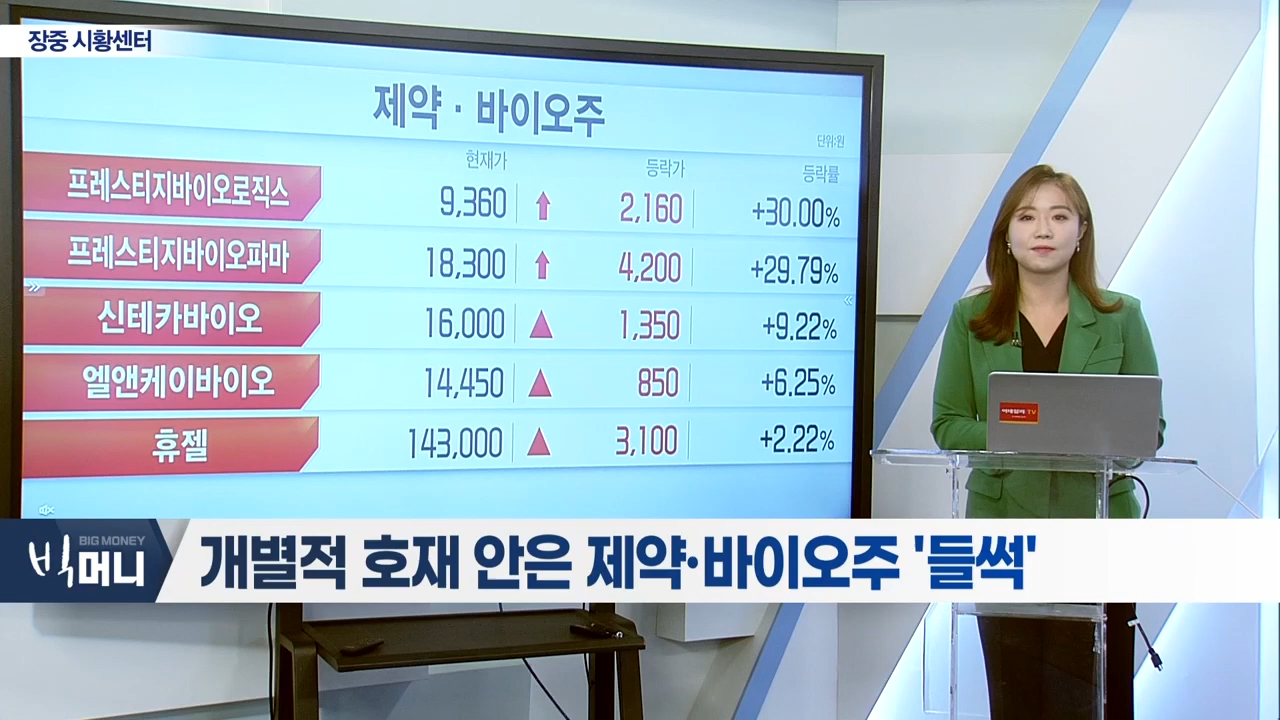 장중 시황센터
제약·바이오주
단위:원
현재가 등락가 등락률
프레스티지바이오로직스 9,360 2,160 +30.00%
프레스티지바이오파마 18,300 4,200 +29.79%
신테카바이오 16,000 ▲ 1,350 +9.22%
엘앤케이바이오 14,450 ▲ 850 +6.25%
휴젤 143,000 ▲ 3,100 +2.22%
이데일리 TV
BIG MONEY
빅머니
개별적 호재 안은 제약·바이오주 '들썩'